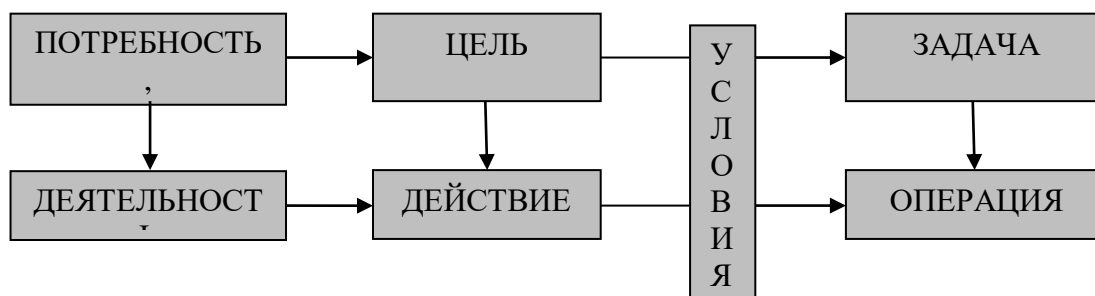 ПОТРЕБНОСТЬ
,
ЦЕЛЬ
ЗАДАЧА
ДЕЯТЕЛЬНОСТ
ДЕЙСТВИЕ
ОПЕРАЦИЯ
У
С
Л
О
В
И
Я